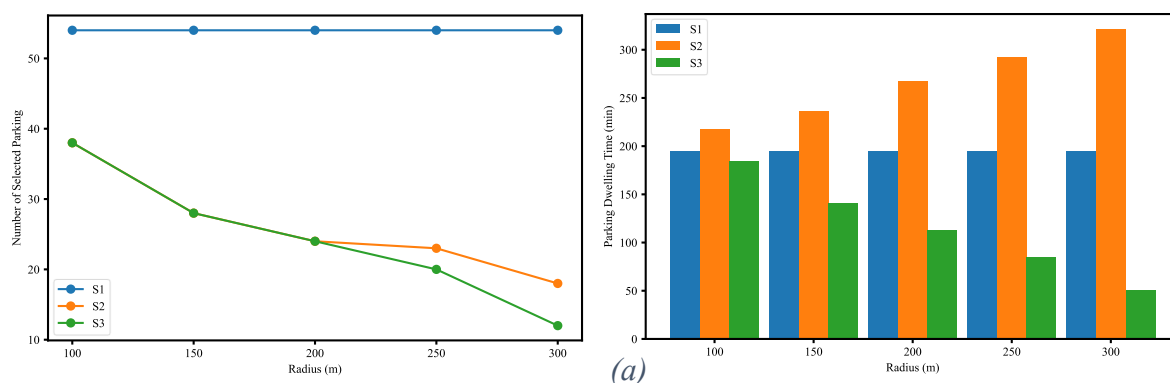 Number of Selected Parking
50
40
30
20
10
S1
S2
S3
100 150 200 250 300
Radius (m)
Parking Dwelling Time (min)
300
250
200
150
100
50
0
S1
S2
S3
100 150 200 250 300
Radius (m)
(a)